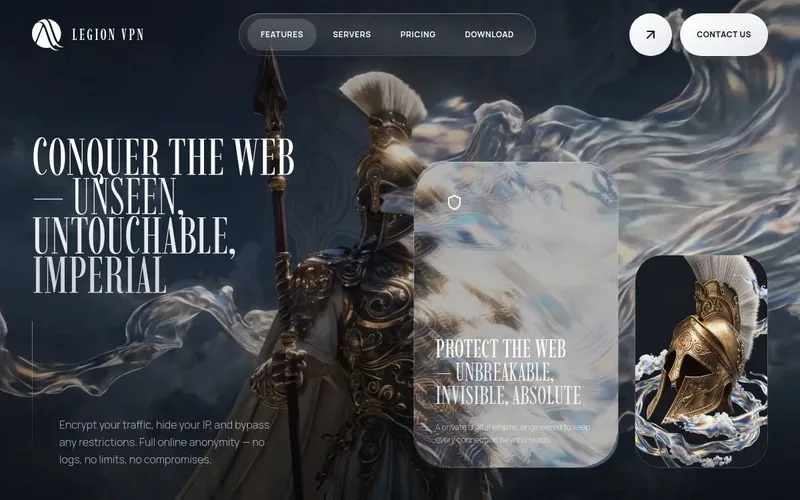 LEGION VPN
FEATURES
SERVERS
PRICING
DOWNLOAD
CONTACT US
CONQUER THE WEB
— UNSEEN,
UNTOUCHABLE,
IMPERIAL
Encrypt your traffic, hide your IP, and bypass
any restrictions. Full online anonymity — no
logs, no limits, no compromises.
PROTECT THE WEB
— UNBREAKABLE,
INVISIBLE, ABSOLUTE
A private digital empire, engineered to keep
every connection beyond reach.